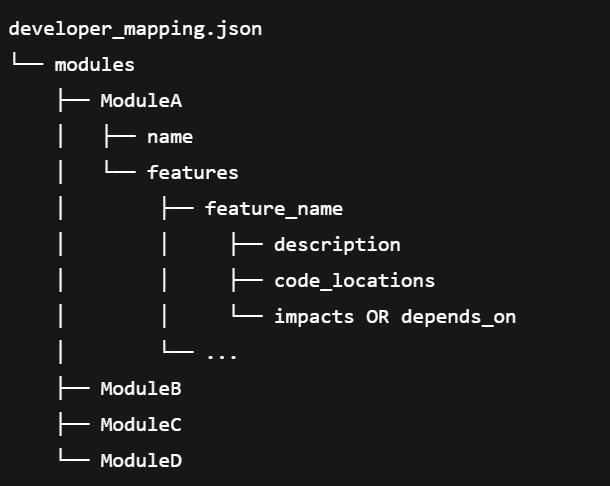 developer_mapping.json
└── modules
    ├── ModuleA
    │   ├── name
    │   └── features
    │        ├── feature_name
    │        │     ├── description
    │        │     ├── code_locations
    │        │     └── impacts OR depends_on
    │        └── ...
    ├── ModuleB
    ├── ModuleC
    └── ModuleD